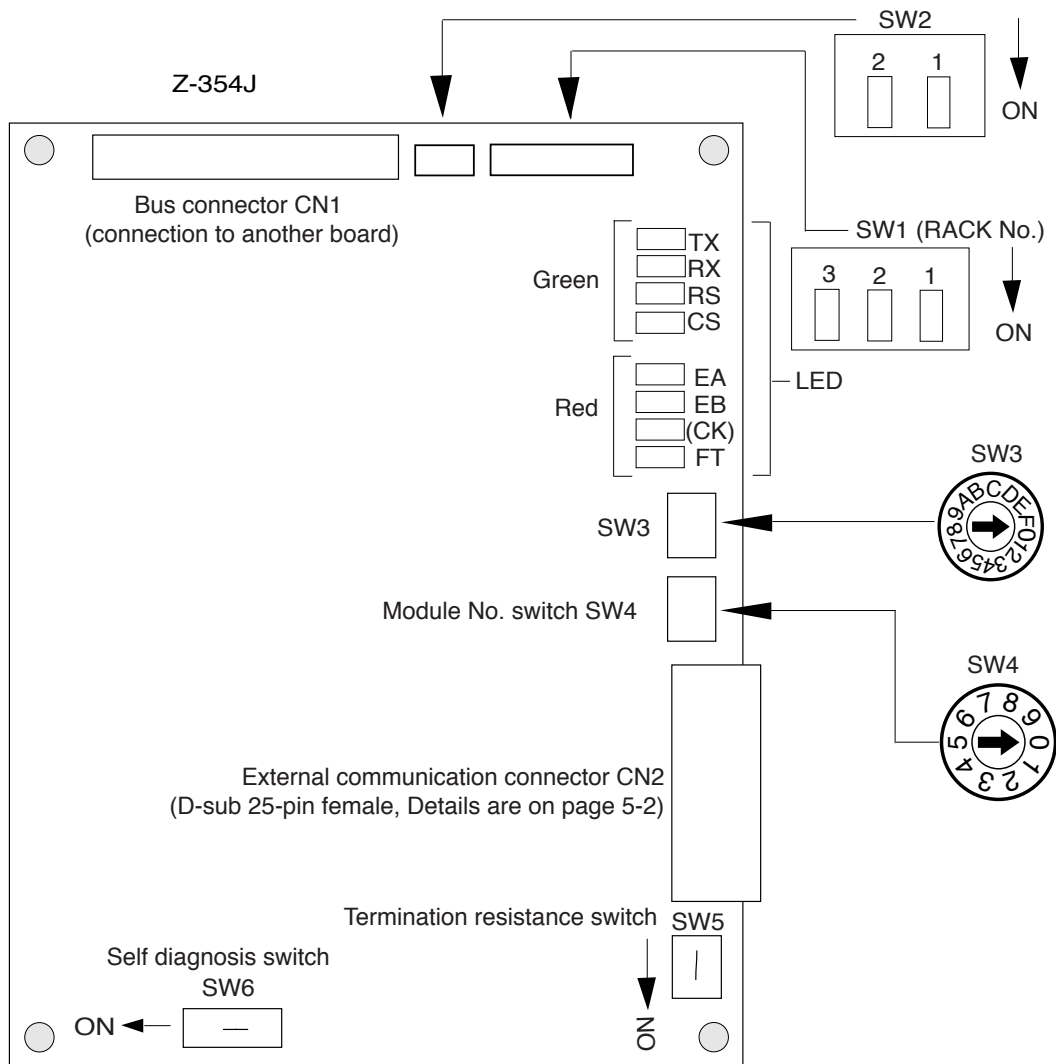 SW2
2 1
ON
Z-354J
Bus connector CN1
(connection to another board)
SW1 (RACK No.)
3 2 1
ON
Green
TX
RX
RS
CS
Red
EA
EB
(CK)
FT
LED
SW3
SW3
0123456789ABCDEF
Module No. switch SW4
SW4
0123456789
External communication connector CN2
(D-sub 25-pin female, Details are on page 5-2)
Termination resistance switch
SW5
ON
Self diagnosis switch
SW6
ON